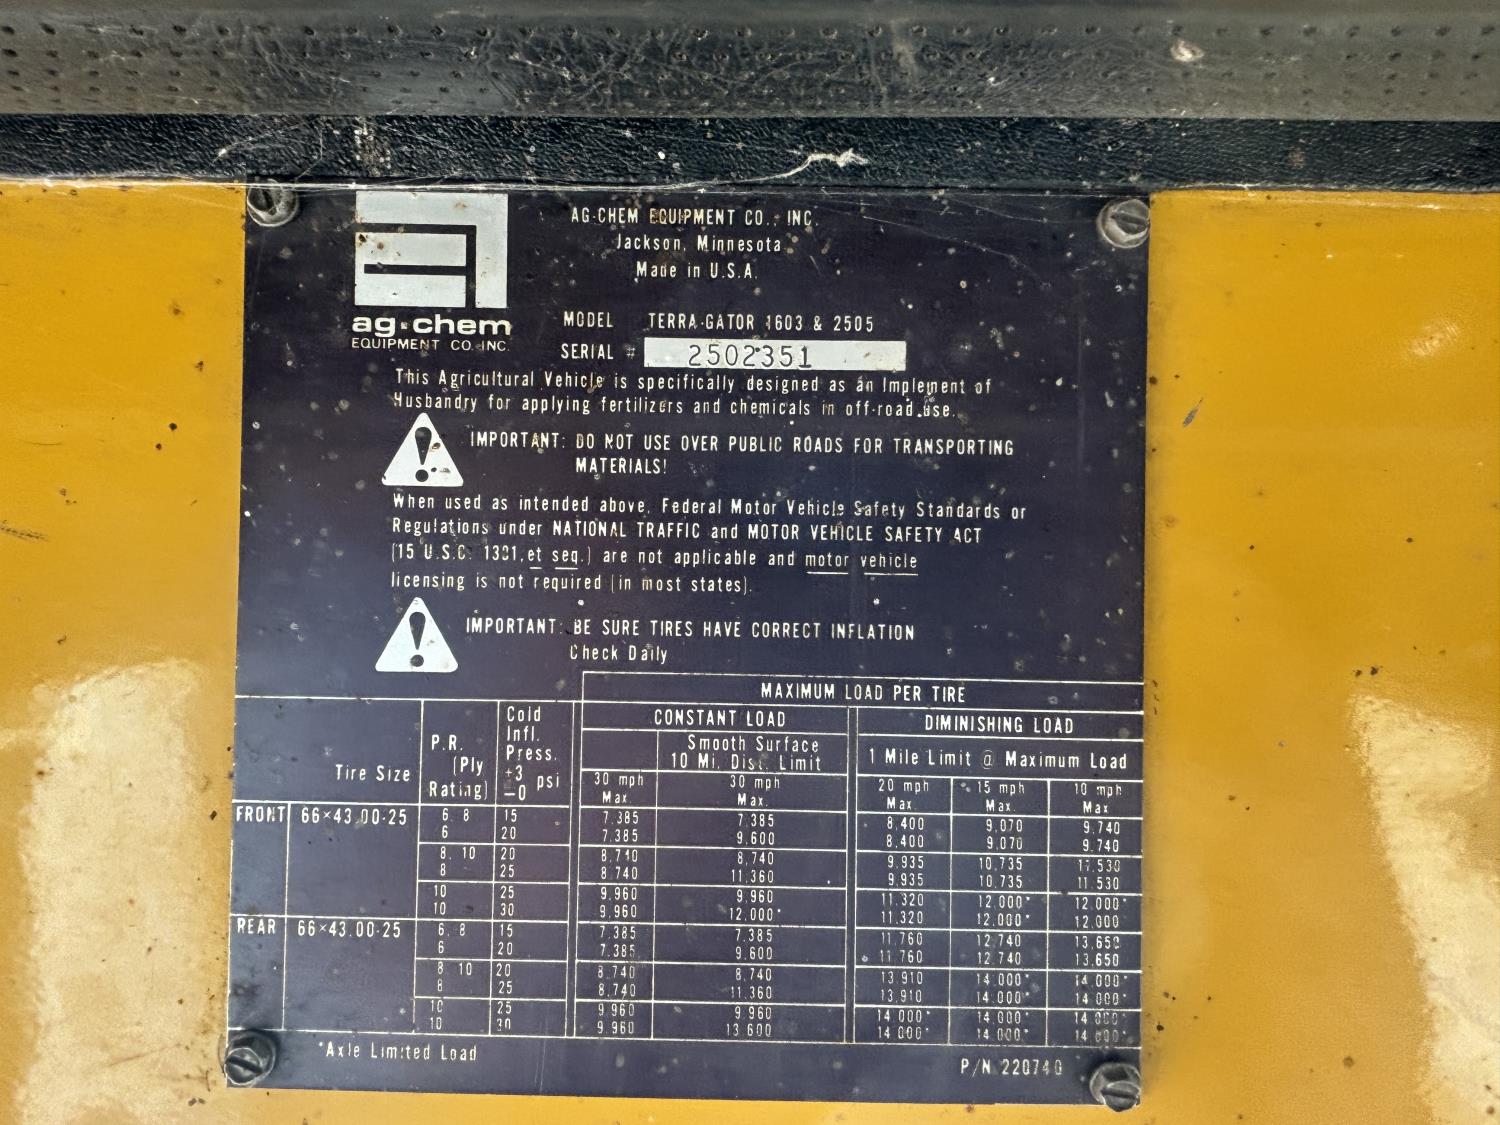 AG-CHEM EQUIPMENT CO., INC.
Jackson, Minnesota
Made in U.S.A.
ag·chem
EQUIPMENT CO. INC.
MODEL TERRA-GATOR 1603 & 2505
SERIAL # 2502351
This Agricultural Vehicle is specifically designed as an Implement of
Husbandry for applying fertilizers and chemicals in off-road use.
IMPORTANT: DO NOT USE OVER PUBLIC ROADS FOR TRANSPORTING
MATERIALS!
When used as intended above, Federal Motor Vehicle Safety Standards or
Regulations under NATIONAL TRAFFIC and MOTOR VEHICLE SAFETY ACT
(15 U.S.C. 1391, et seq.) are not applicable and motor vehicle
licensing is not required (in most states).
IMPORTANT: BE SURE TIRES HAVE CORRECT INFLATION
Check Daily
MAXIMUM LOAD PER TIRE
CONSTANT LOAD DIMINISHING LOAD
Tire Size P.R. (Ply Rating) Cold Infl. Press. +3 -0 psi
Smooth Surface 10 Mi. Dist. Limit
1 Mile Limit @ Maximum Load
30 mph Max. 30 mph Max. 20 mph Max. 15 mph Max. 10 mph Max
FRONT 66×43.00-25 6, 8 15 7,385 7,385 8,400 9,070 9,740
6 20 7,385 9,600 8,400 9,070 9,740
8, 10 20 8,740 8,740 9,935 10,735 11,530
8 25 8,740 11,360 9,935 10,735 11,530
10 25 9,960 9,960 11,320 12,000* 12,000*
10 30 9,960 12,000* 11,320 12,000* 12,000
REAR 66×43.00-25 6, 8 15 7,385 7,385 11,760 12,740 13,650
6 20 7,385 9,600 11,760 12,740 13,650
8 10 20 8,740 8,740 13,910 14,000* 14,000*
8 25 8,740 11,360 13,910 14,000* 14,000*
10 25 9,960 9,960 14,000* 14,000* 14,000*
10 30 9,960 13,600 14,000* 14,000* 14,000*
*Axle Limited Load
P/N 220740